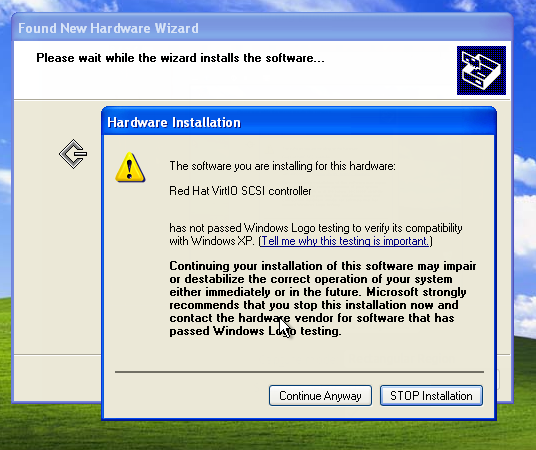 Found New Hardware Wizard
Please wait while the wizard installs the software...
Hardware Installation
The software you are installing for this hardware:
Red Hat VirtIO SCSI controller
has not passed Windows Logo testing to verify its compatibility
with Windows XP. (Tell me why this testing is important.)
Continuing your installation of this software may impair
or destabilize the correct operation of your system
either immediately or in the future. Microsoft strongly
recommends that you stop this installation now and
contact the hardware vendor for software that has
passed Windows Logo testing.
Continue Anyway
STOP Installation